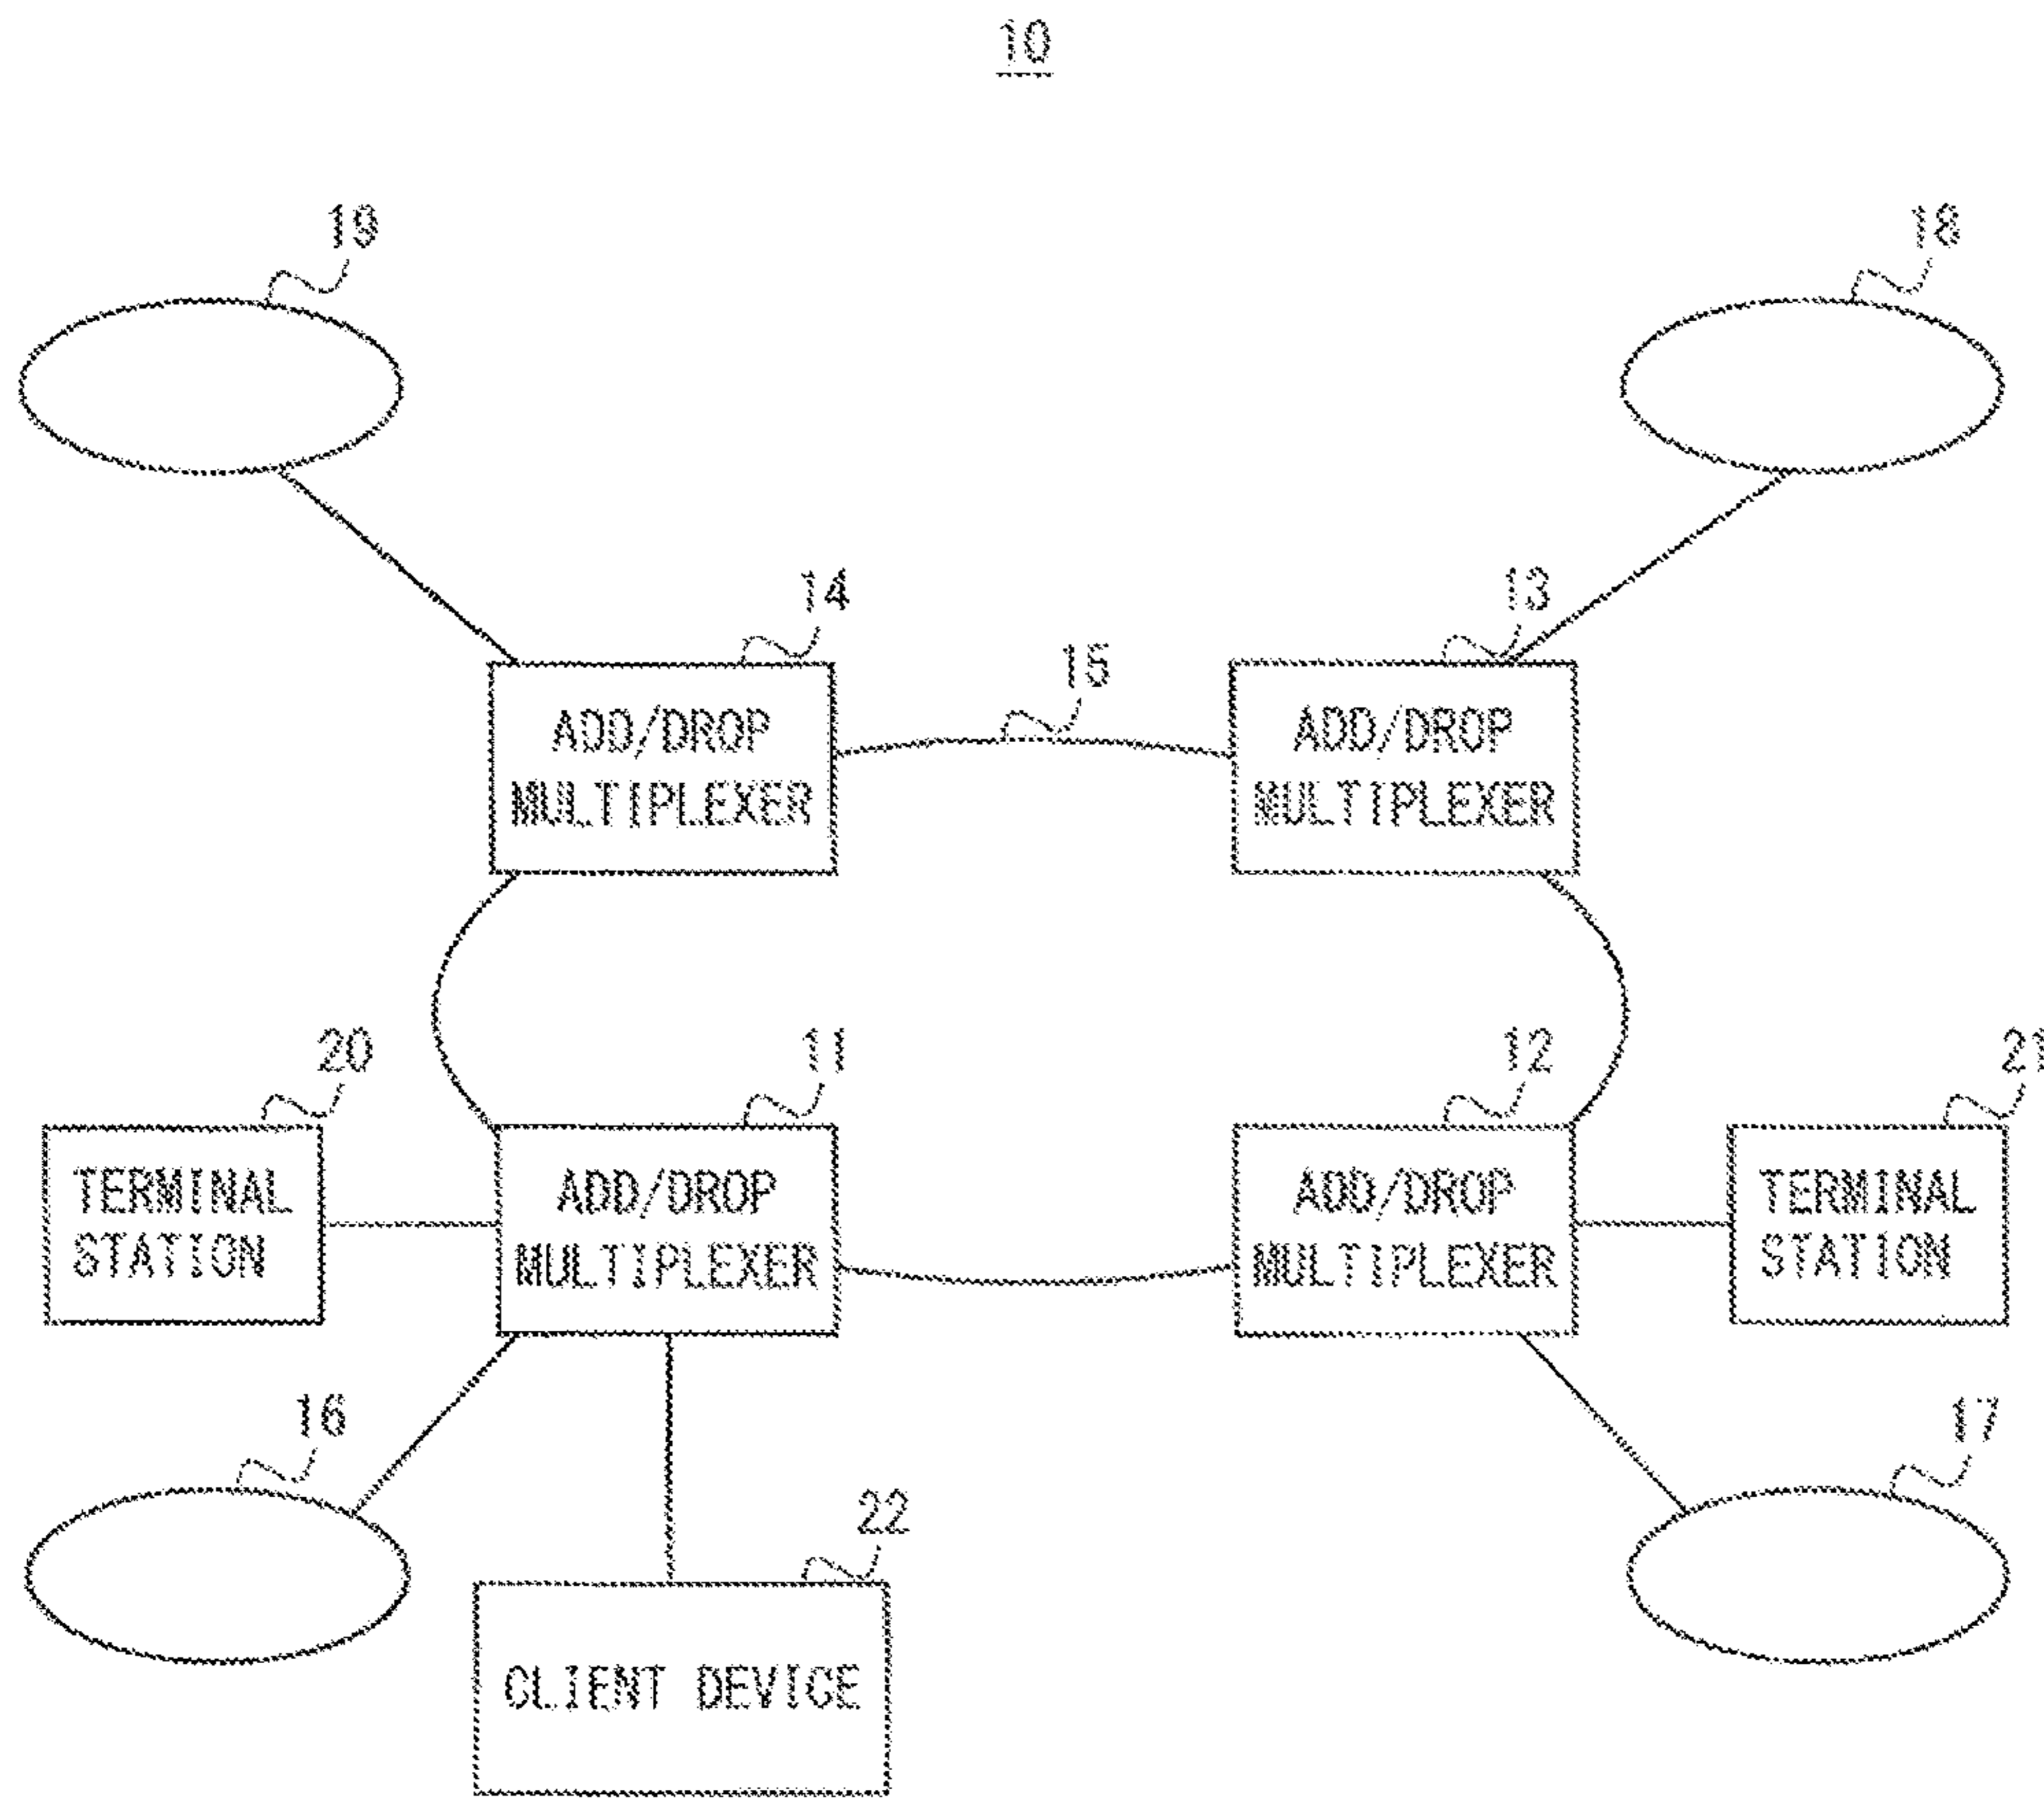 10
19
18
14
13
15
ADD/DROP
MULTIPLEXER
ADD/DROP
MULTIPLEXER
20
11
12
21
TERMINAL
STATION
ADD/DROP
MULTIPLEXER
ADD/DROP
MULTIPLEXER
TERMINAL
STATION
16
17
22
CLIENT DEVICE